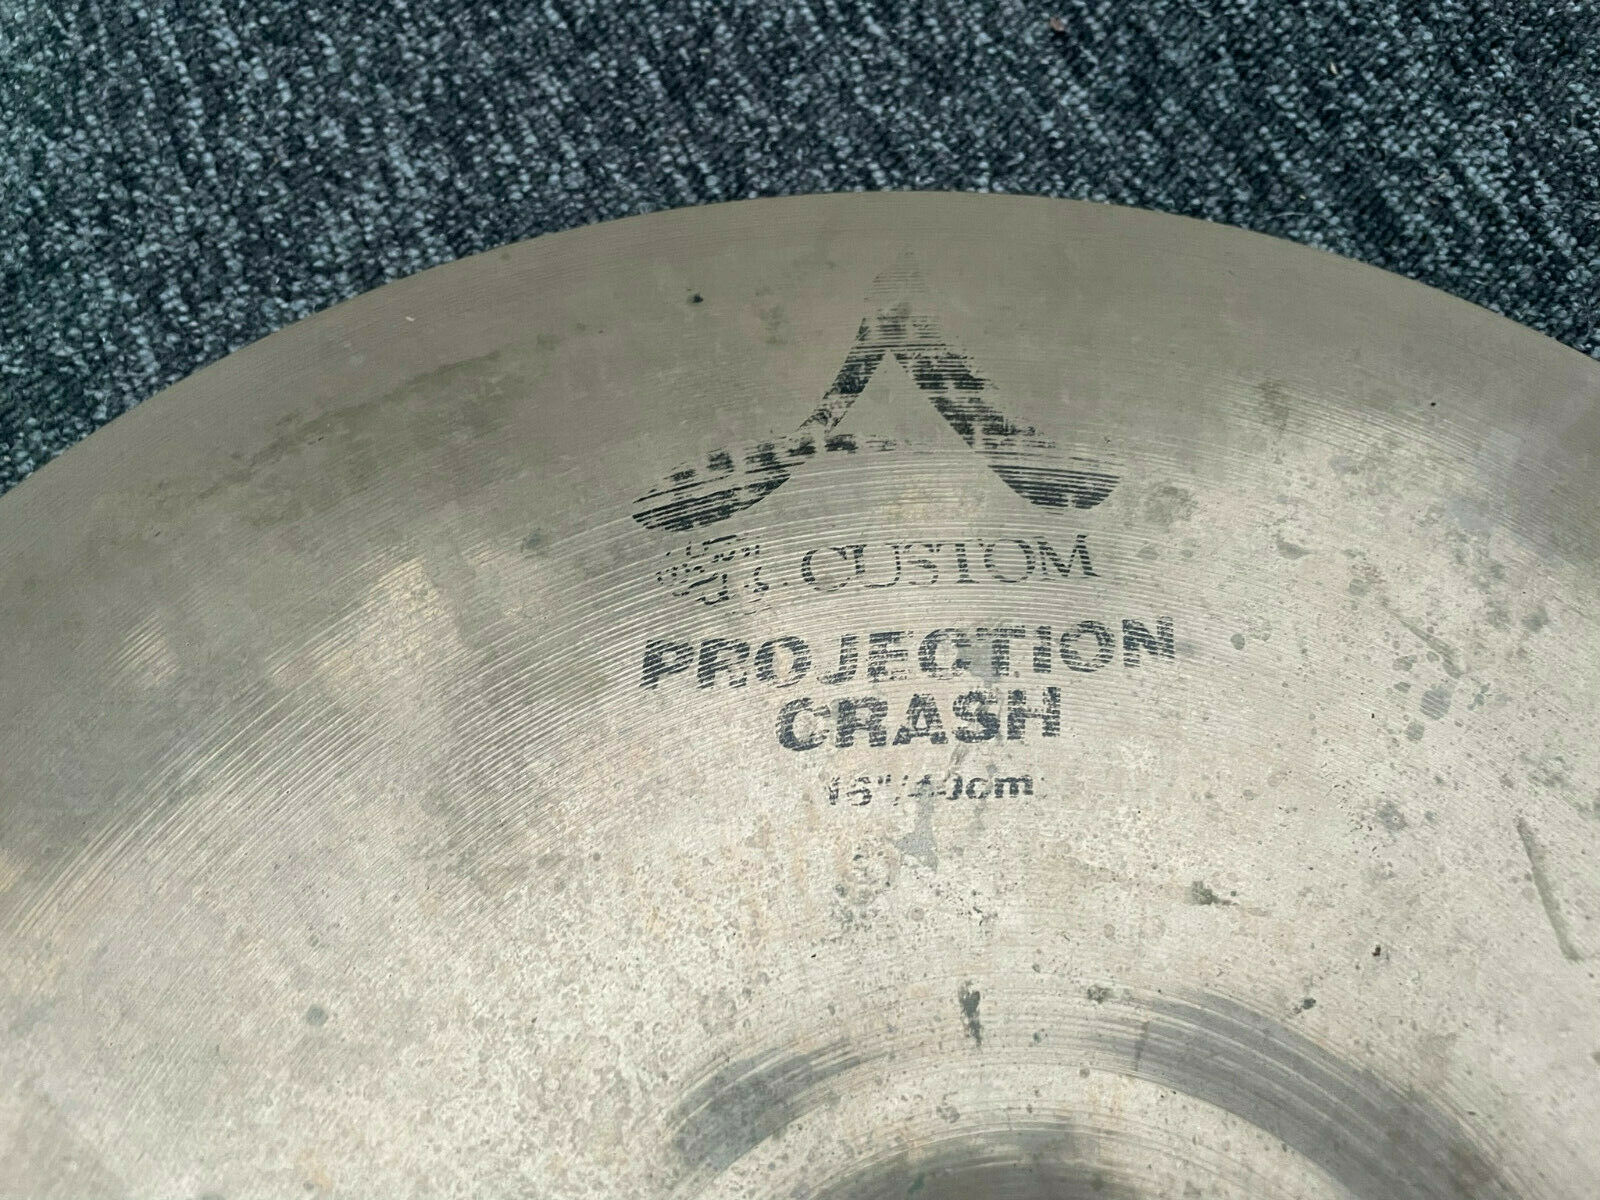 A
CUSTOM
PROJECTION
CRASH
16"/40cm